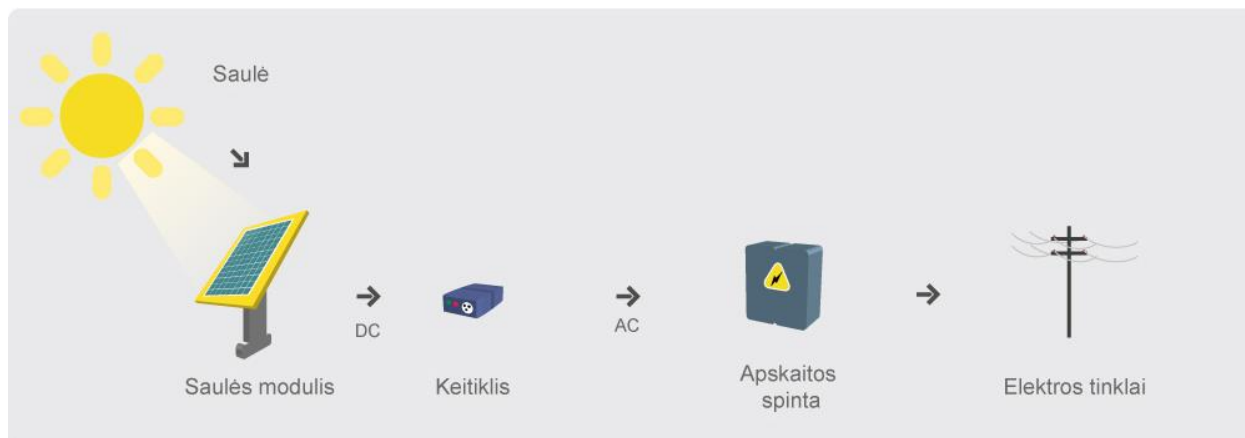 Saulė
DC
AC
Saulės modulis
Keitiklis
Apskaitos
spinta
Elektros tinklai